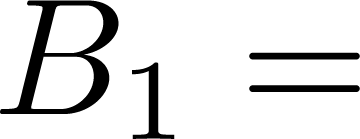 B₁ =